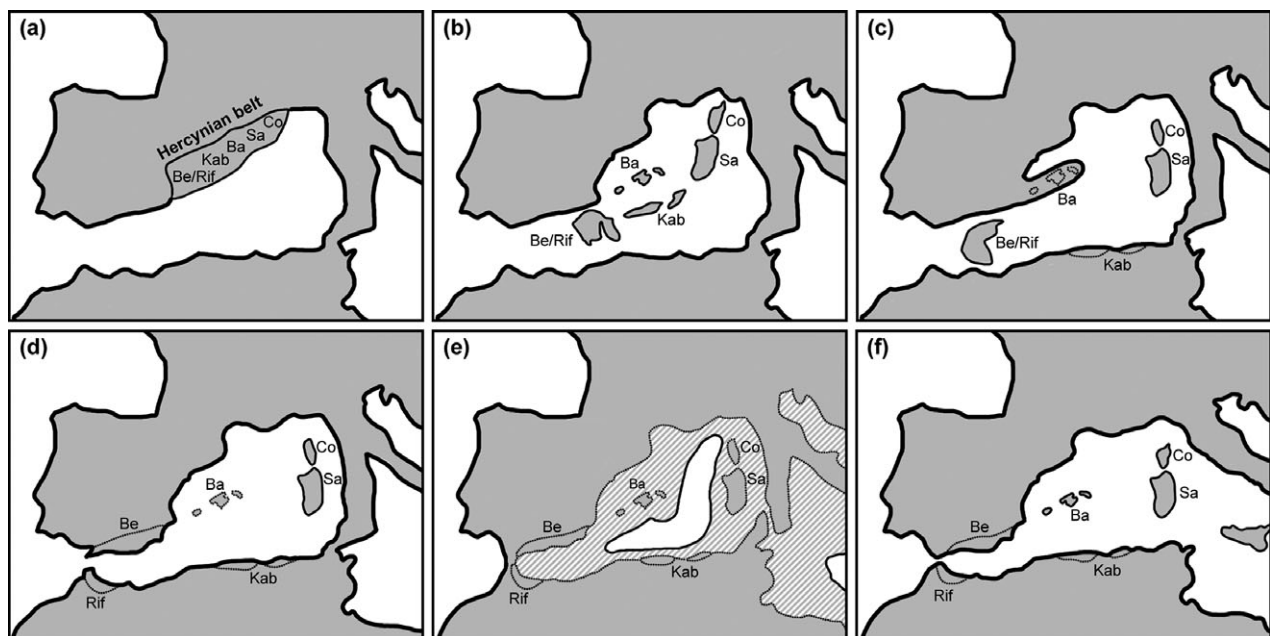 (a)
Hercynian belt
Co
Sa
Ba
Kab
Be/Rif
(b)
Co
Ba
Sa
Kab
Be/Rif
(c)
Co
Sa
Ba
Be/Rif
Kab
(d)
Co
Ba
Sa
Be
Kab
Rif
(e)
Co
Ba
Sa
Be
Kab
Rif
(f)
Co
Sa
Ba
Be
Kab
Rif